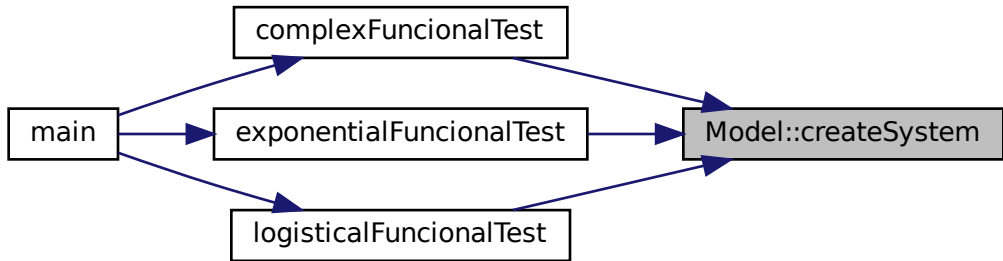 complexFuncionalTest
main
exponentialFuncionalTest
Model::createSystem
logisticalFuncionalTest